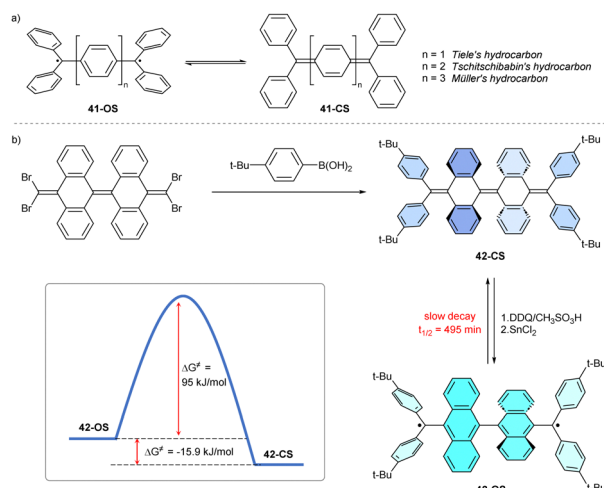 a)
n
n
41-OS
41-CS
n = 1 Tiele's hydrocarbon
n = 2 Tschitschibabin's hydrocarbon
n = 3 Müller's hydrocarbon
b)
Br
Br
Br
Br
t-Bu
B(OH)2
t-Bu
t-Bu
t-Bu
t-Bu
42-CS
slow decay
t1/2 = 495 min
1.DDQ/CH3SO3H
2.SnCl2
ΔG≠ =
95 kJ/mol
42-OS
42-CS
ΔG≠ = -15.9 kJ/mol
t-Bu
t-Bu
t-Bu